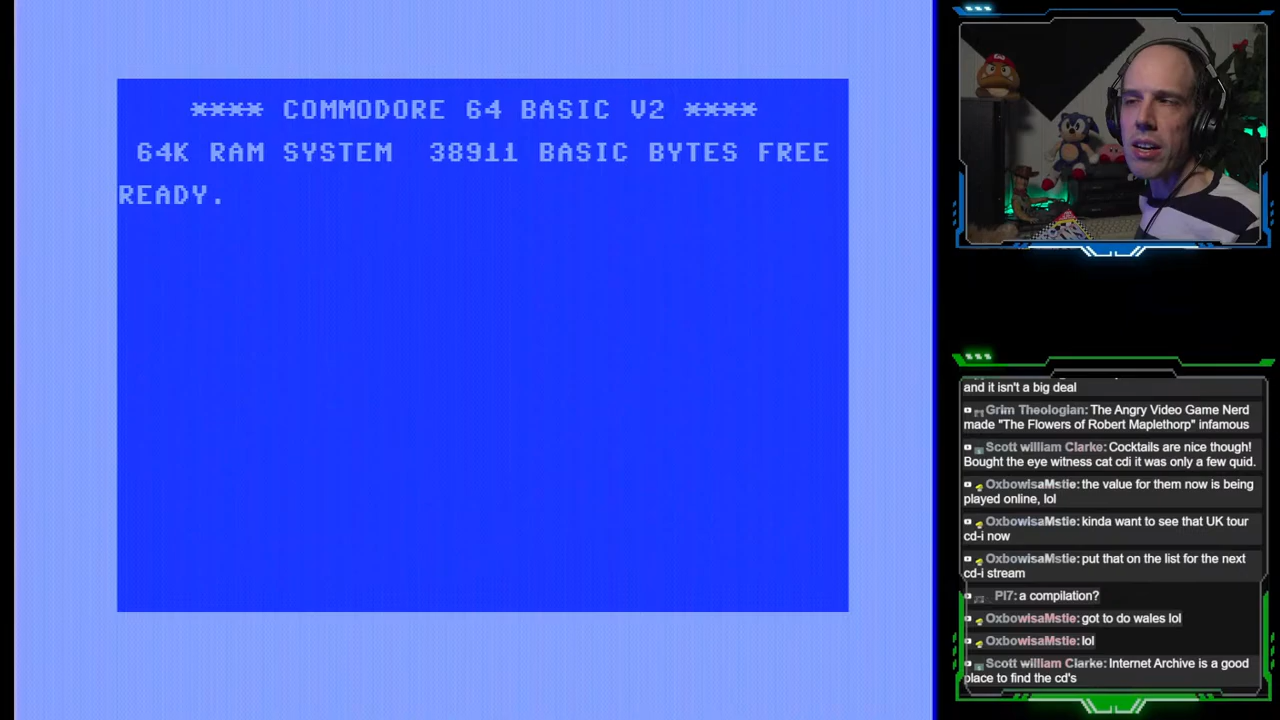 **** COMMODORE 64 BASIC V2 ****
64K RAM SYSTEM  38911 BASIC BYTES FREE
READY.
and it isn't a big deal
Grim Theologian: The Angry Video Game Nerd
made "The Flowers of Robert Maplethorp" infamous
Scott william Clarke: Cocktails are nice though!
Bought the eye witness cat cdi it was only a few quid.
OxbowisaMstie: the value for them now is being
played online, lol
OxbowisaMstie: kinda want to see that UK tour
cd-i now
OxbowisaMstie: put that on the list for the next
cd-i stream
PI7: a compilation?
OxbowisaMstie: got to do wales lol
OxbowisaMstie: lol
Scott william Clarke: Internet Archive is a good
place to find the cd's